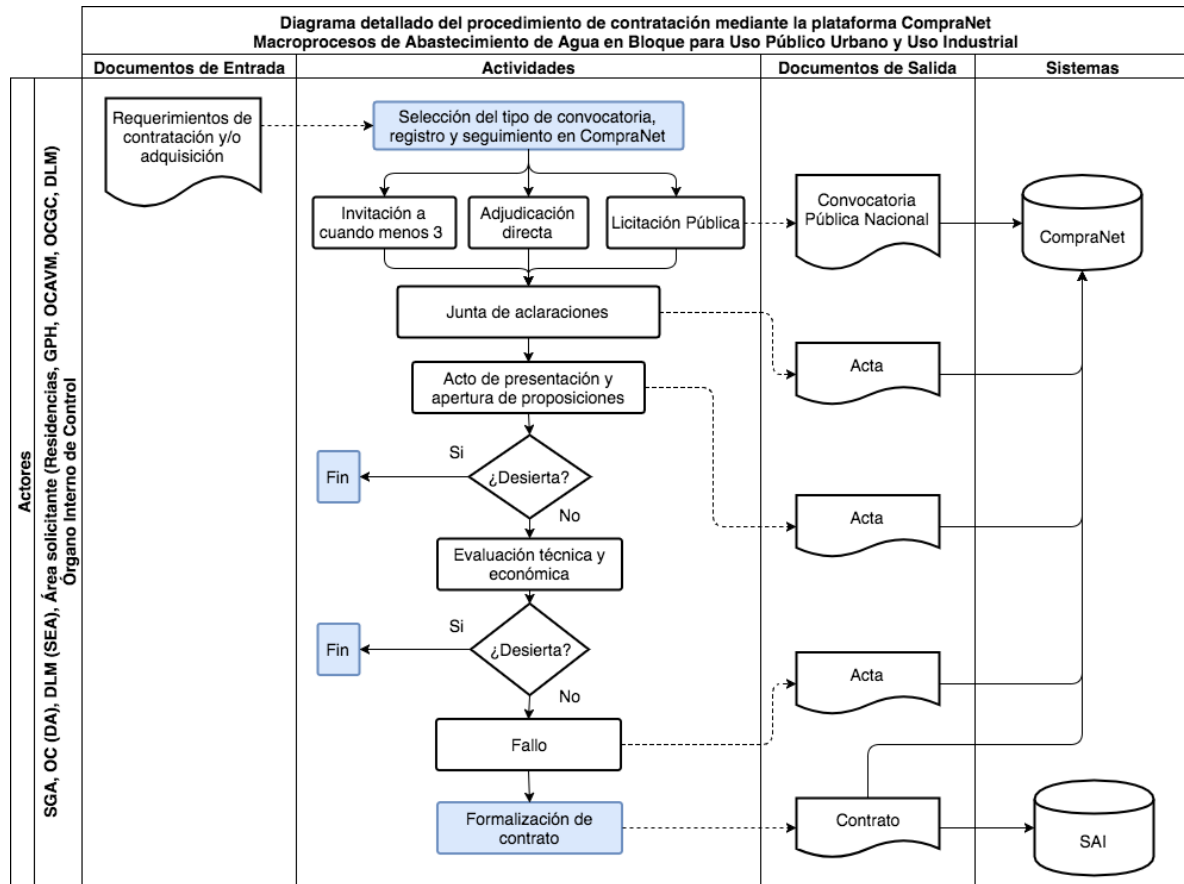 Diagrama detallado del procedimiento de contratación mediante la plataforma CompraNet
Macroprocesos de Abastecimiento de Agua en Bloque para Uso Público Urbano y Uso Industrial
Documentos de Entrada
Actividades
Documentos de Salida
Sistemas
Actores
SGA, OC (DA), DLM (SEA), Área solicitante (Residencias, GPH, OCAVM, OCGC, DLM)
Órgano Interno de Control
Requerimientos de
contratación y/o
adquisición
Selección del tipo de convocatoria,
registro y seguimiento en CompraNet
Invitación a
cuando menos 3
Adjudicación
directa
Licitación Pública
Convocatoria
Pública Nacional
CompraNet
Junta de aclaraciones
Acta
Acto de presentación y
apertura de proposiciones
Si
Fin
¿Desierta?
No
Acta
Evaluación técnica y
económica
Si
Fin
¿Desierta?
No
Acta
Fallo
Formalización de
contrato
Contrato
SAI